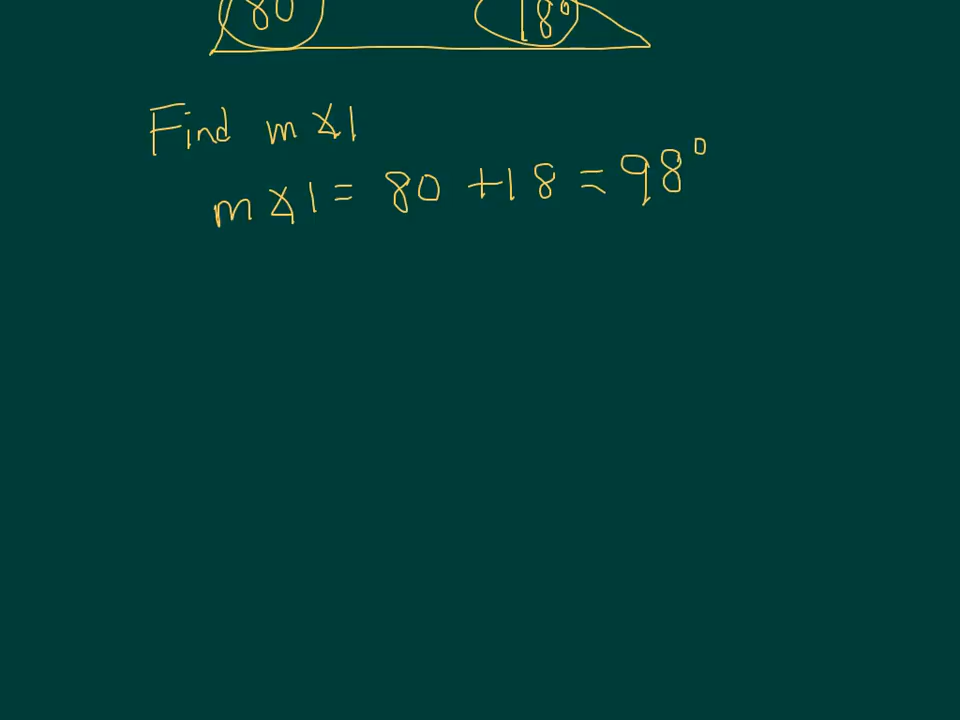 80 18°
Find m∡1
m∡1 = 80 + 18 = 98°